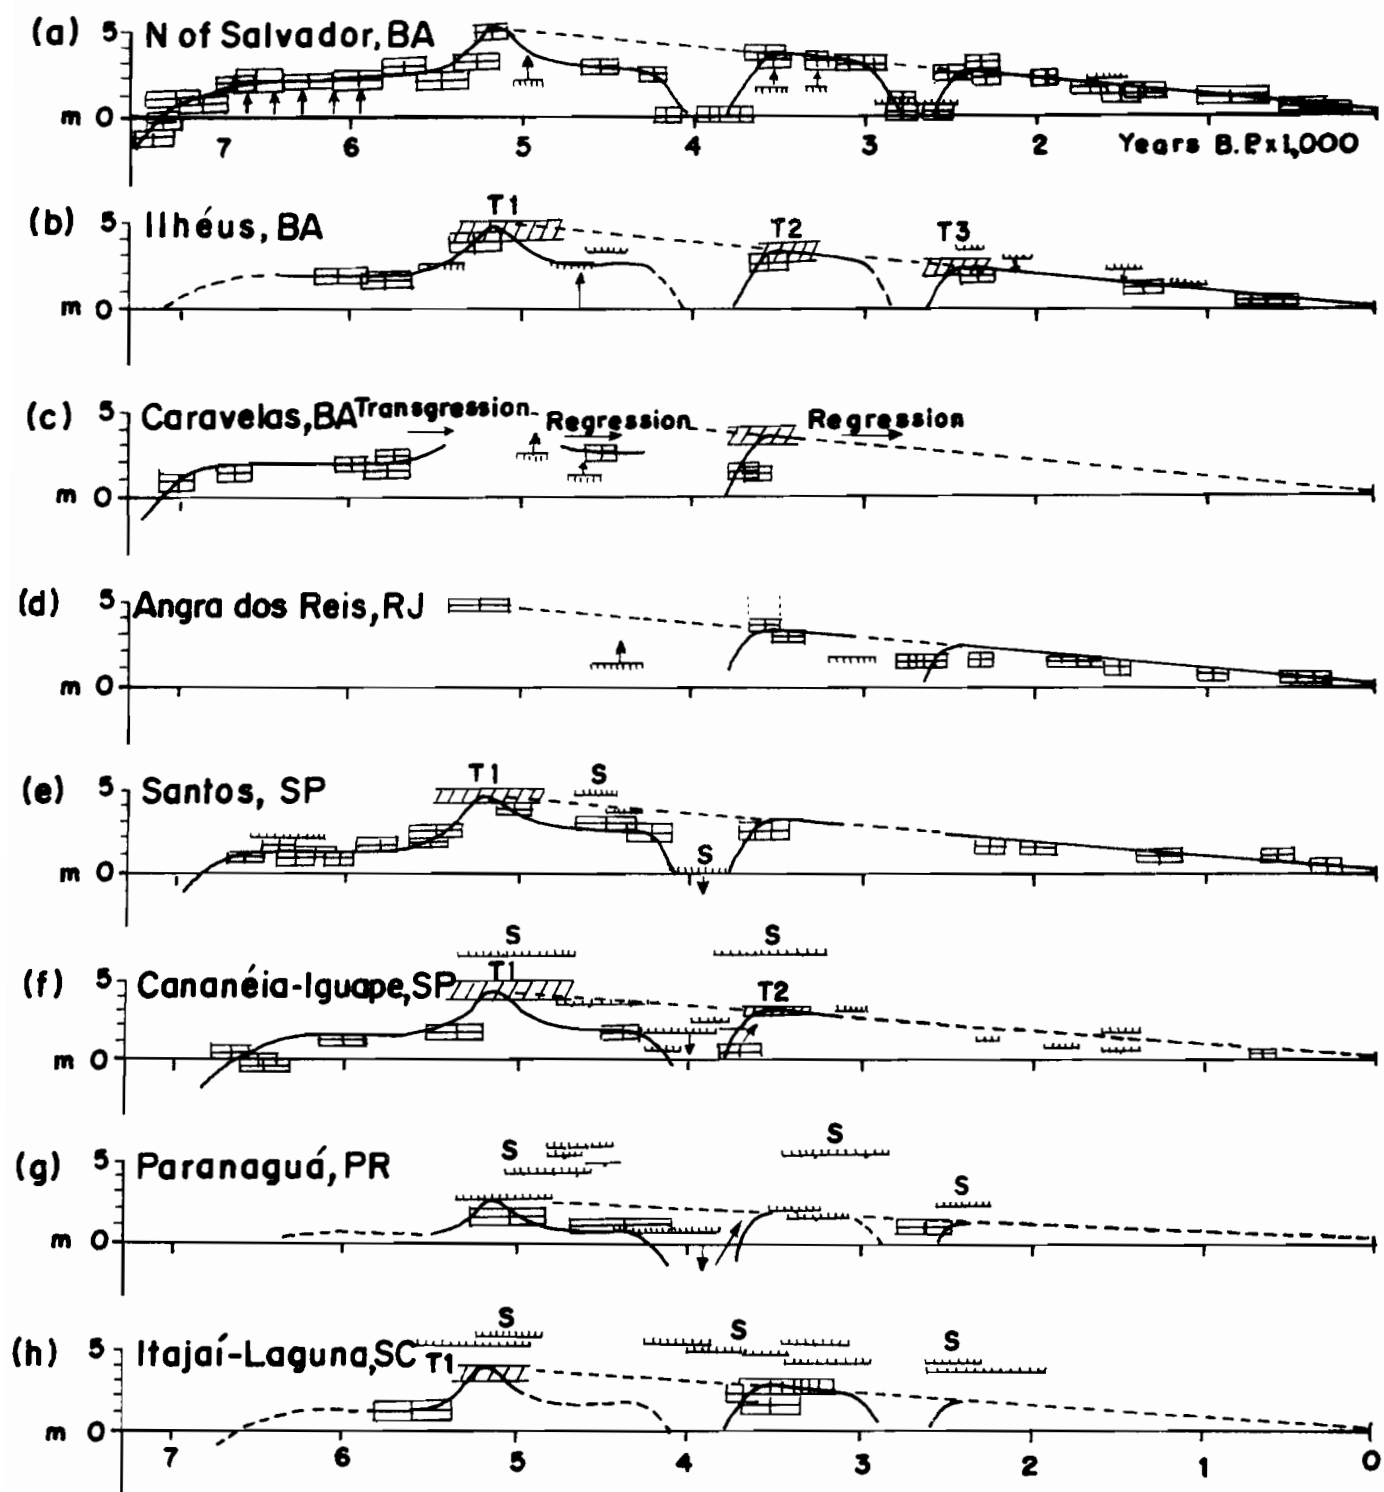 (a) 5 N of Salvador, BA
m 0
7 6 5 4 3 2 Years B.P.x1,000
(b) 5 Ilhéus, BA T1 T2 T3
m 0
(c) 5 Caravelas, BA Transgression Regression Regression
m 0
(d) 5 Angra dos Reis, RJ
m 0
(e) 5 Santos, SP T1 S
m 0 S
S S
(f) 5 Cananéia-Iguape, SP T1 T2
m 0
(g) 5 Paranaguá, PR S S S
m 0
(h) 5 Itajaí-Laguna, SC T1 S S S
m 0
7 6 5 4 3 2 1 0